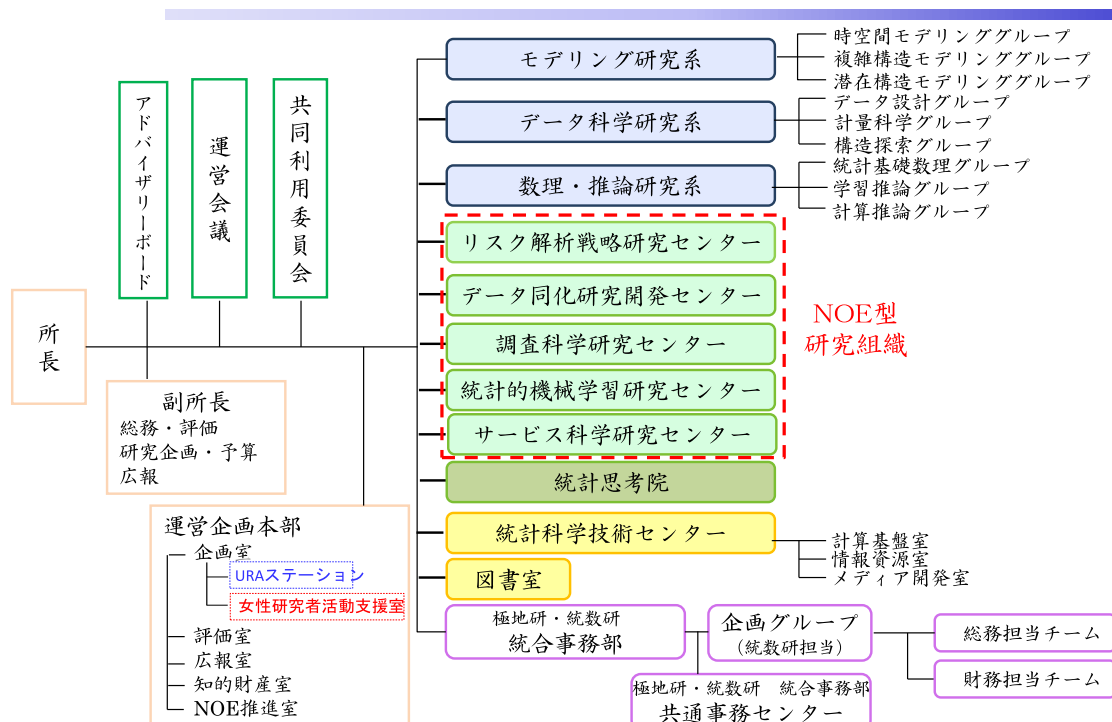 アドバイザリーボード
運営会議
共同利用委員会
所長
副所長
総務・評価
研究企画・予算
広報
運営企画本部
企画室
URAステーション
女性研究者活動支援室
評価室
広報室
知的財産室
NOE推進室
モデリング研究系
時空間モデリンググループ
複雑構造モデリンググループ
潜在構造モデリンググループ
データ科学研究系
データ設計グループ
計量科学グループ
構造探索グループ
数理・推論研究系
統計基礎数理グループ
学習推論グループ
計算推論グループ
リスク解析戦略研究センター
データ同化研究開発センター
調査科学研究センター
統計的機械学習研究センター
サービス科学研究センター
NOE型
研究組織
統計思考院
統計科学技術センター
計算基盤室
情報資源室
メディア開発室
図書室
極地研・統数研
統合事務部
企画グループ
(統数研担当)
総務担当チーム
財務担当チーム
極地研・統数研　統合事務部
共通事務センター